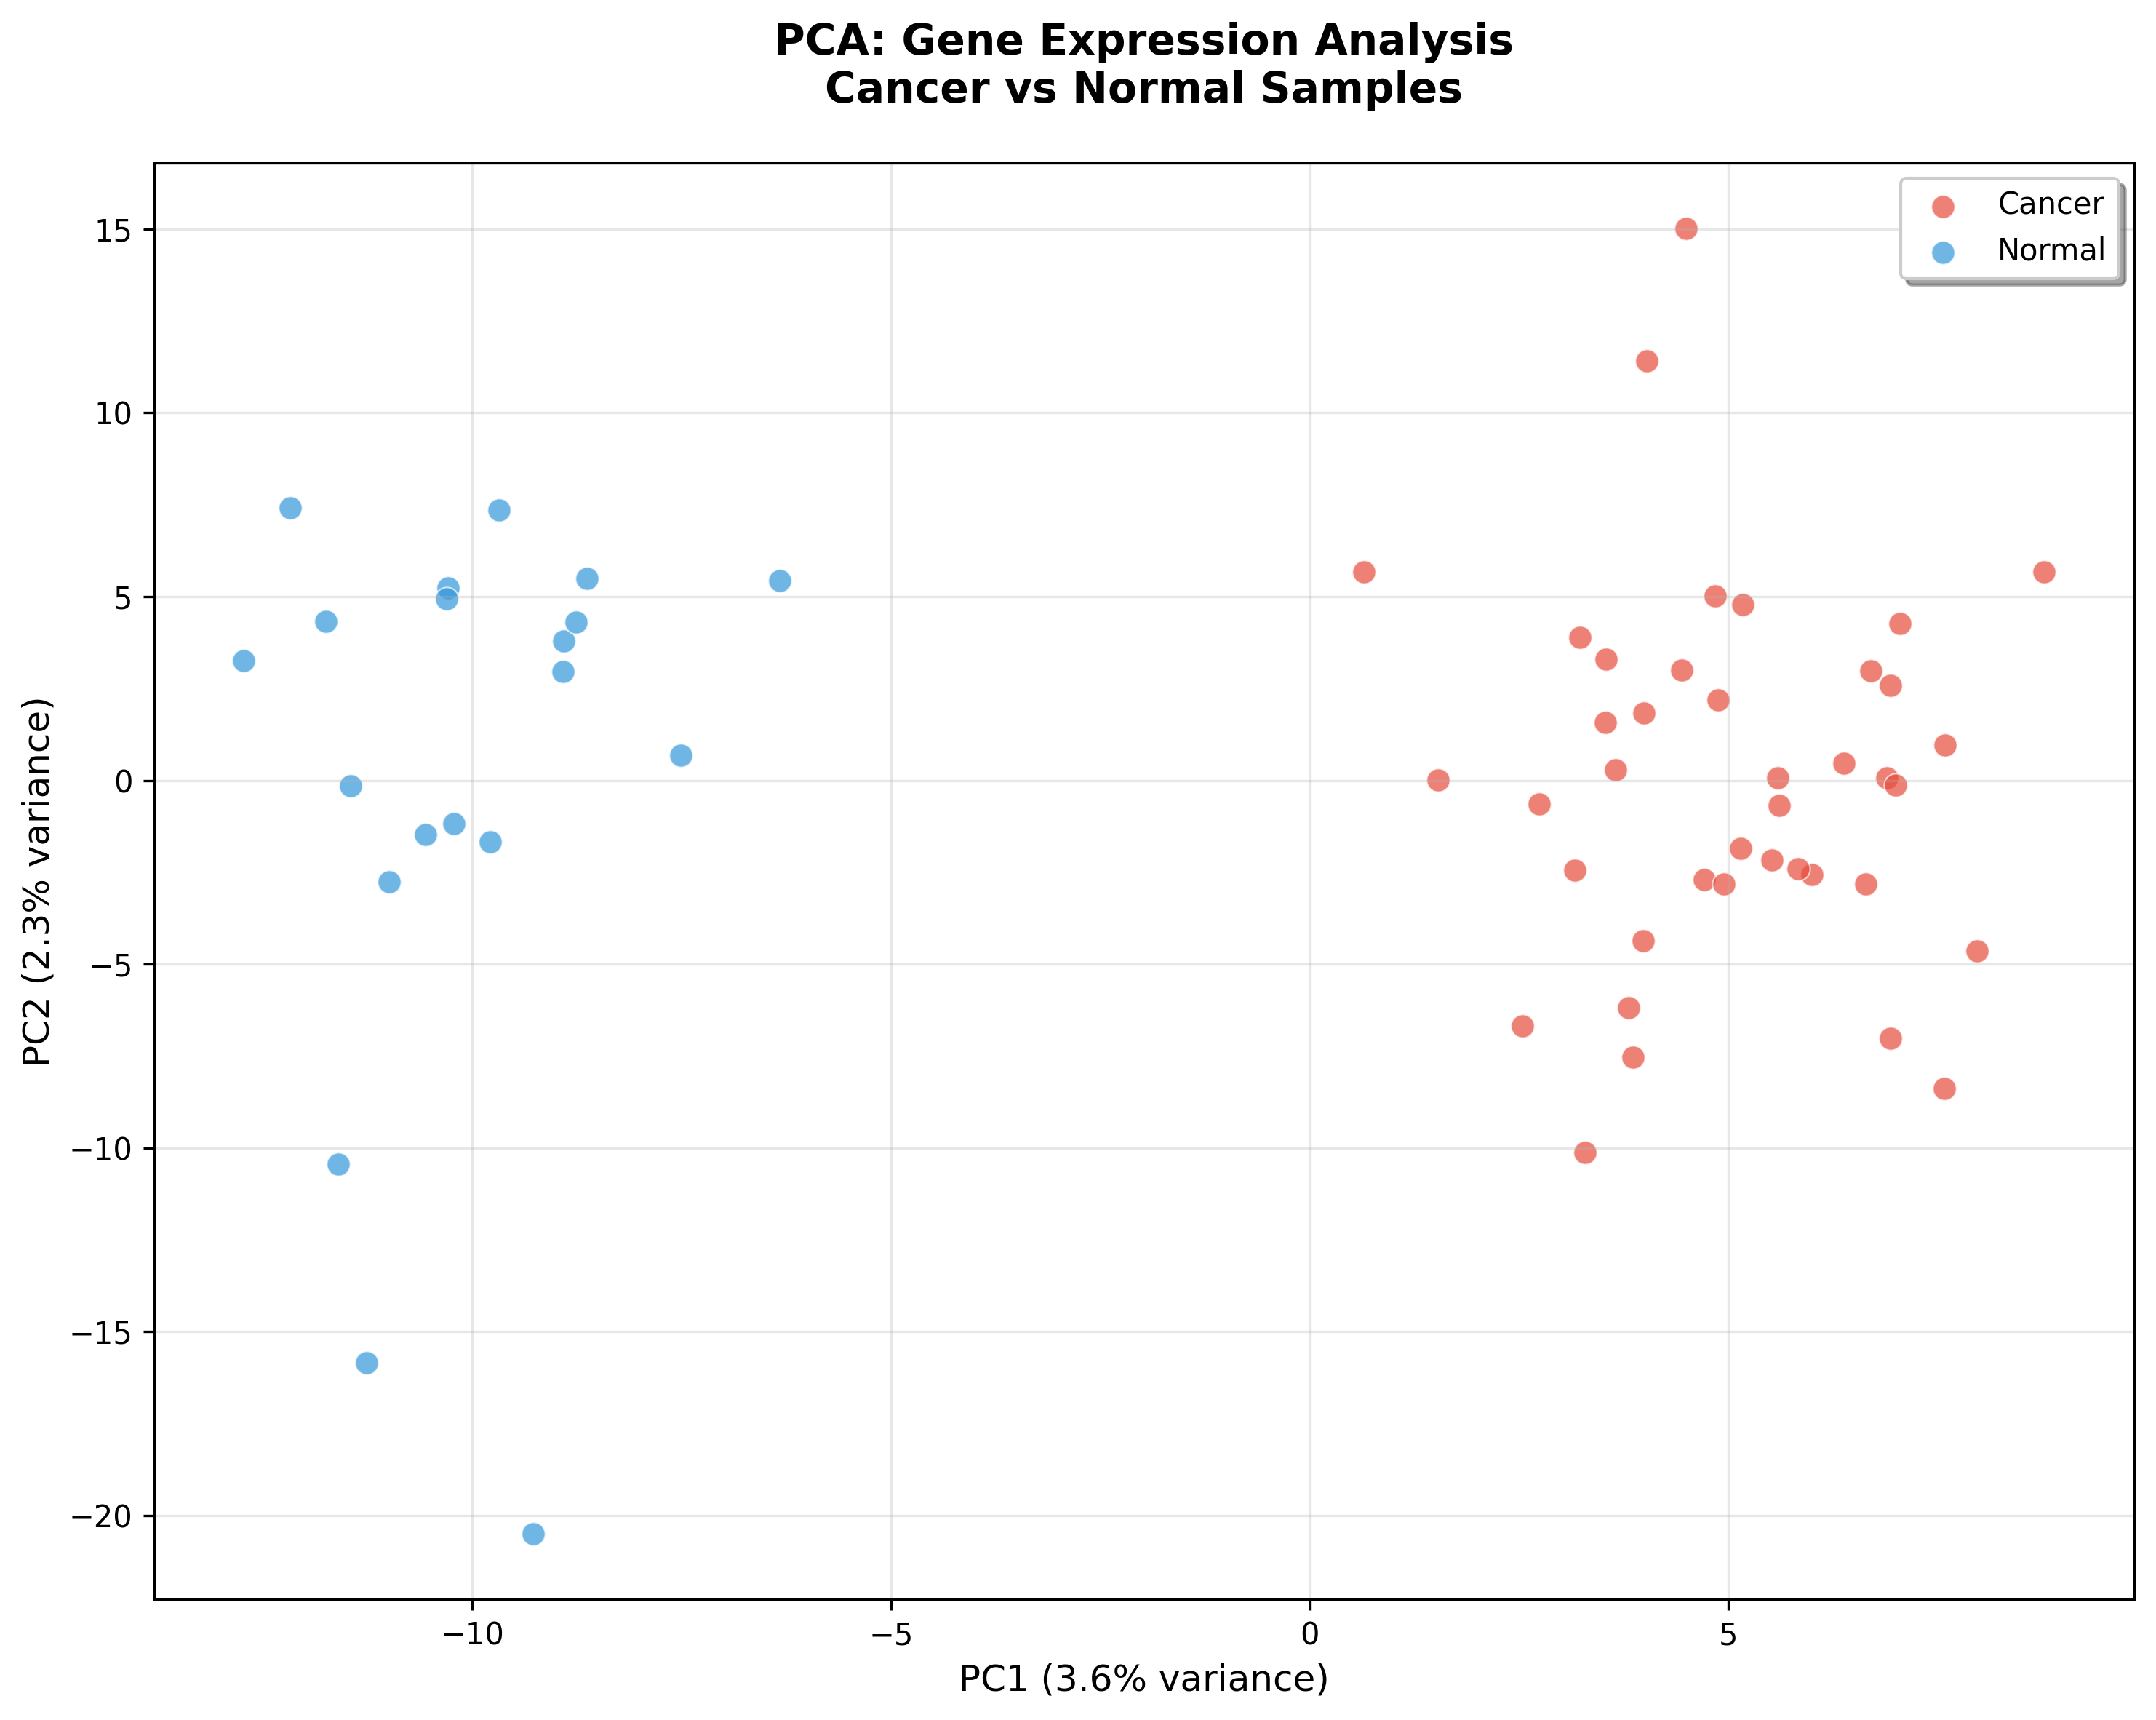 PCA: Gene Expression Analysis
Cancer vs Normal Samples
Cancer
Normal
15
10
5
0
−5
−10
−15
−20
PC2 (2.3% variance)
−10
−5
0
5
PC1 (3.6% variance)